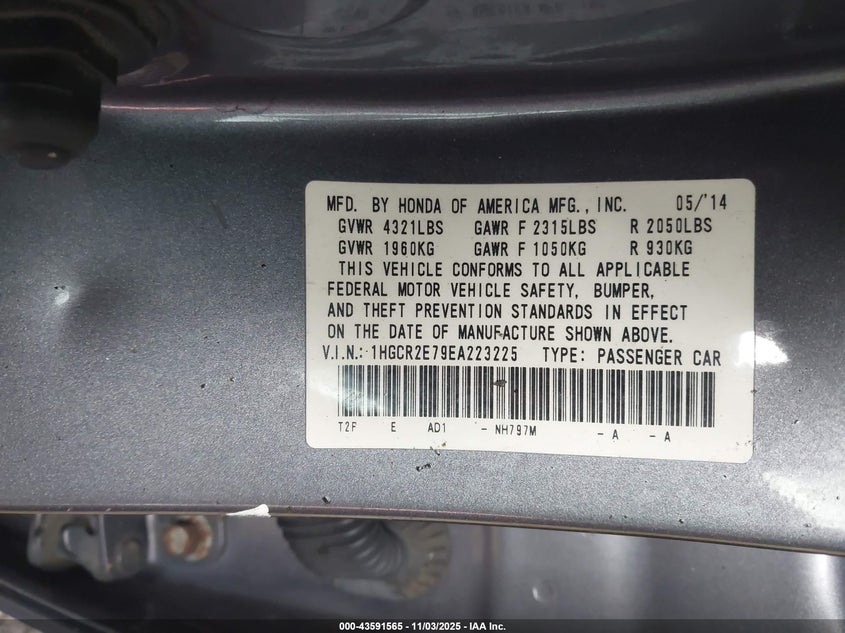 MFD. BY HONDA OF AMERICA MFG., INC. 05/'14
GVWR 4321LBS GAWR F 2315LBS R 2050LBS
GVWR 1960KG GAWR F 1050KG R 930KG
THIS VEHICLE CONFORMS TO ALL APPLICABLE
FEDERAL MOTOR VEHICLE SAFETY, BUMPER,
AND THEFT PREVENTION STANDARDS IN EFFECT
ON THE DATE OF MANUFACTURE SHOWN ABOVE.
V.I.N.: 1HGCR2E79EA223225 TYPE: PASSENGER CAR
T2F E AD1 - NH797M - A - A
000-43591565 - 11/03/2025 - IAA Inc.